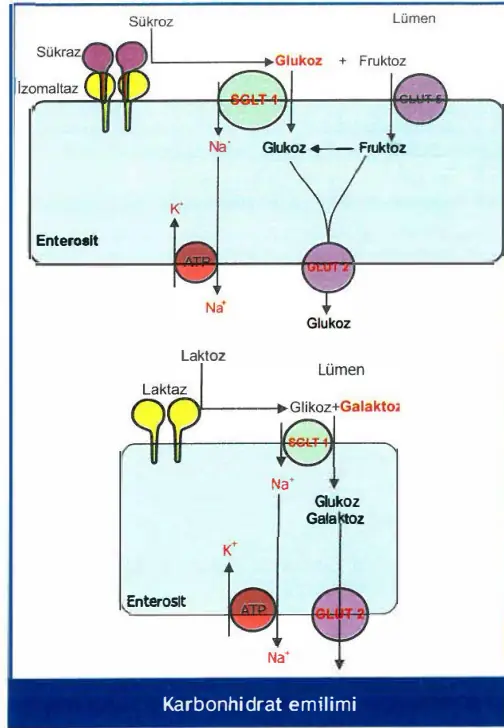 Sükroz
Lümen
Sükraz
Glukoz + Fruktoz
İzomaltaz
SGLT 1
GLUT 5
Na⁺
Glukoz
Fruktoz
K⁺
Enterosit
ATP
GLUT 2
Na⁺
Glukoz
Laktoz
Lümen
Laktaz
Glikoz+Galaktoz
SGLT 1
Na⁺
Glukoz
Galaktoz
K⁺
Enterosit
ATP
GLUT 2
Na⁺
Karbonhidrat emilimi